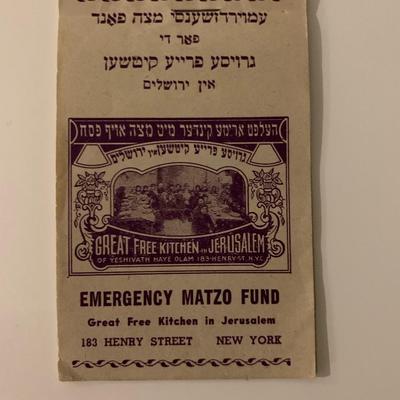 עמוירדזשענסי מצה פאָנד
פאר די
גרויסע פרייע קיטשען
אין ירושלים
העלפט ארימע קינדער מיט מצה אויף פסח
גרויסע פרייע קיטשען אין ירושלים
GREAT FREE KITCHEN IN JERUSALEM
OF YESHIVATH HAYE OLAM 183-HENRY-ST. N.Y.C.
EMERGENCY MATZO FUND
Great Free Kitchen in Jerusalem
183 HENRY STREET NEW YORK